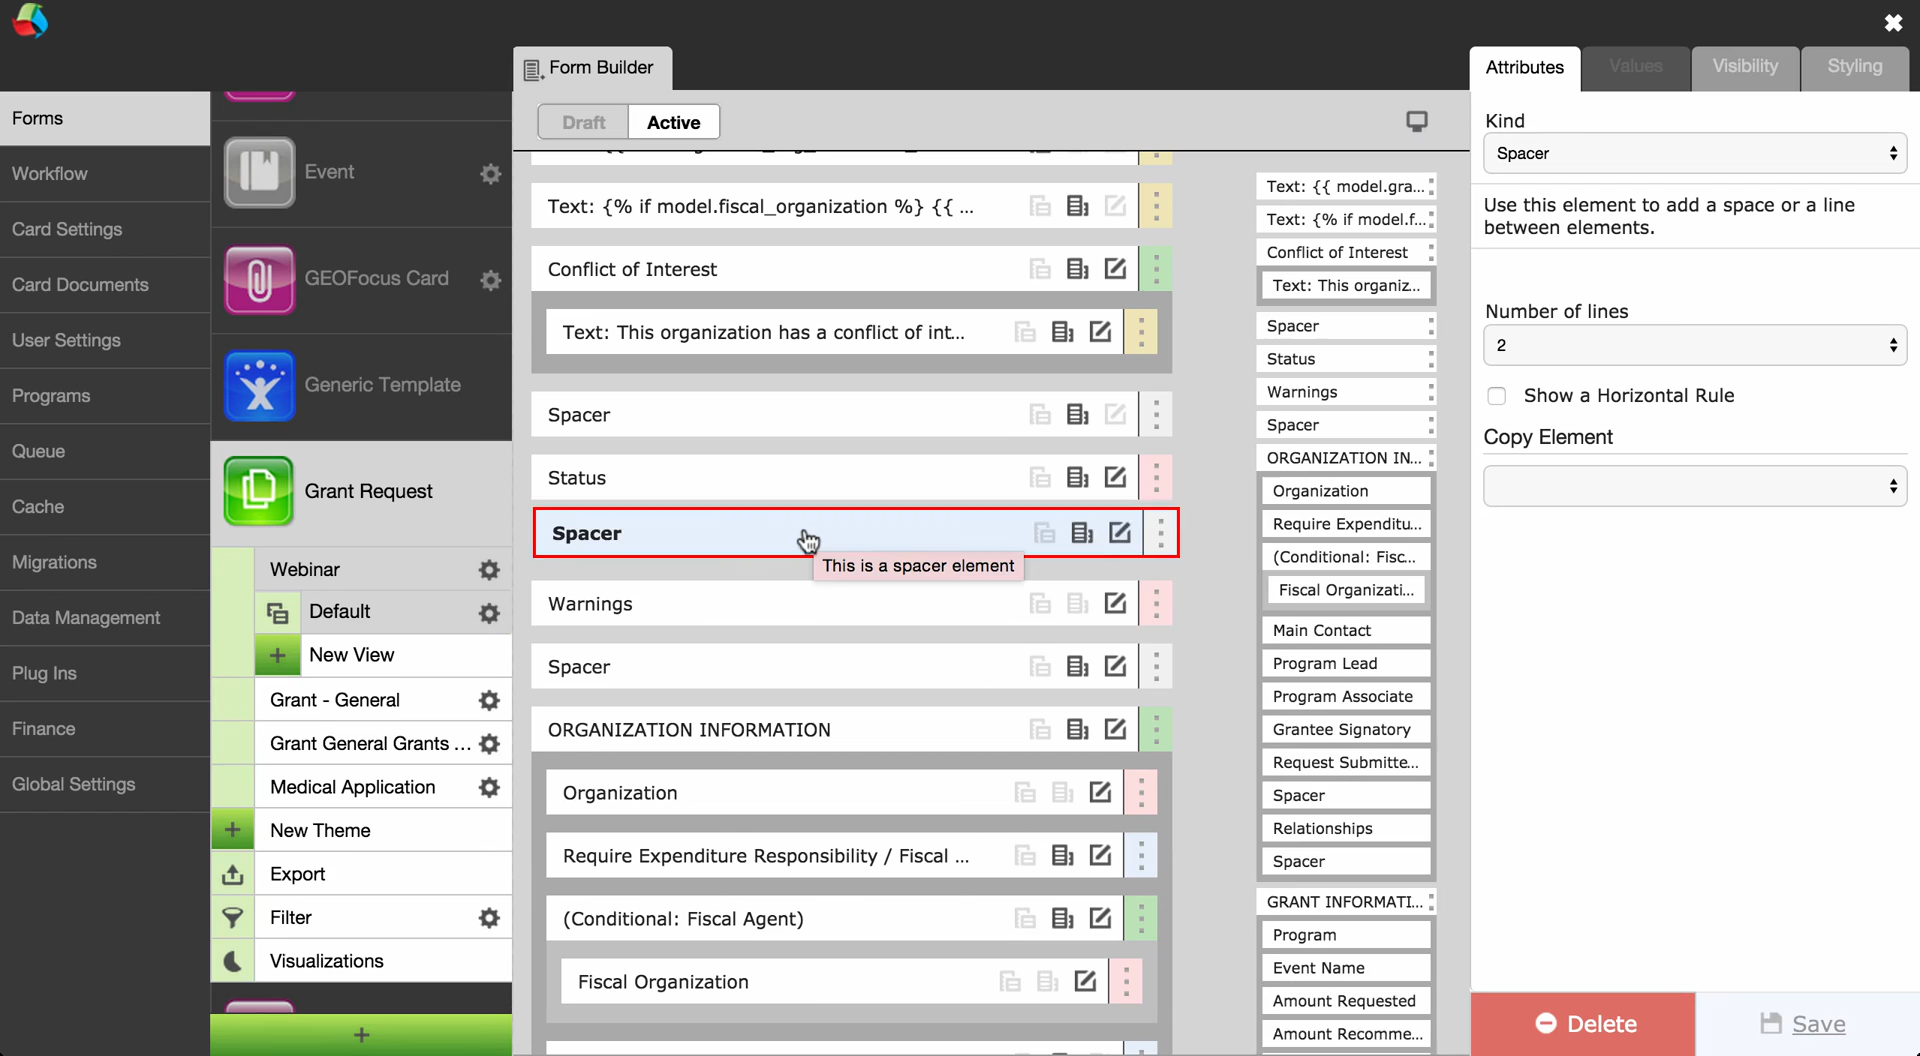 Form Builder
Attributes
Values
Visibility
Styling
Forms
Workflow
Card Settings
Card Documents
User Settings
Programs
Queue
Cache
Migrations
Data Management
Plug Ins
Finance
Global Settings
Event
GEOFocus Card
Generic Template
Grant Request
Webinar
Default
New View
Grant - General
Grant General Grants ...
Medical Application
New Theme
Export
Filter
Visualizations
Draft
Active
Text: {% if model.fiscal_organization %} {{ ...
Conflict of Interest
Text: This organization has a conflict of int...
Spacer
Status
Spacer
This is a spacer element
Warnings
Spacer
ORGANIZATION INFORMATION
Organization
Require Expenditure Responsibility / Fiscal ...
(Conditional: Fiscal Agent)
Fiscal Organization
Text: {{ model.gra...
Text: {% if model.f...
Conflict of Interest
Text: This organiz...
Spacer
Status
Warnings
Spacer
ORGANIZATION IN...
Organization
Require Expenditu...
(Conditional: Fisc...
Fiscal Organizati...
Main Contact
Program Lead
Program Associate
Grantee Signatory
Request Submitte...
Spacer
Relationships
Spacer
GRANT INFORMATI...
Program
Event Name
Amount Requested
Amount Recomme...
Kind
Spacer
Use this element to add a space or a line
between elements.
Number of lines
2
Show a Horizontal Rule
Copy Element
Delete
Save